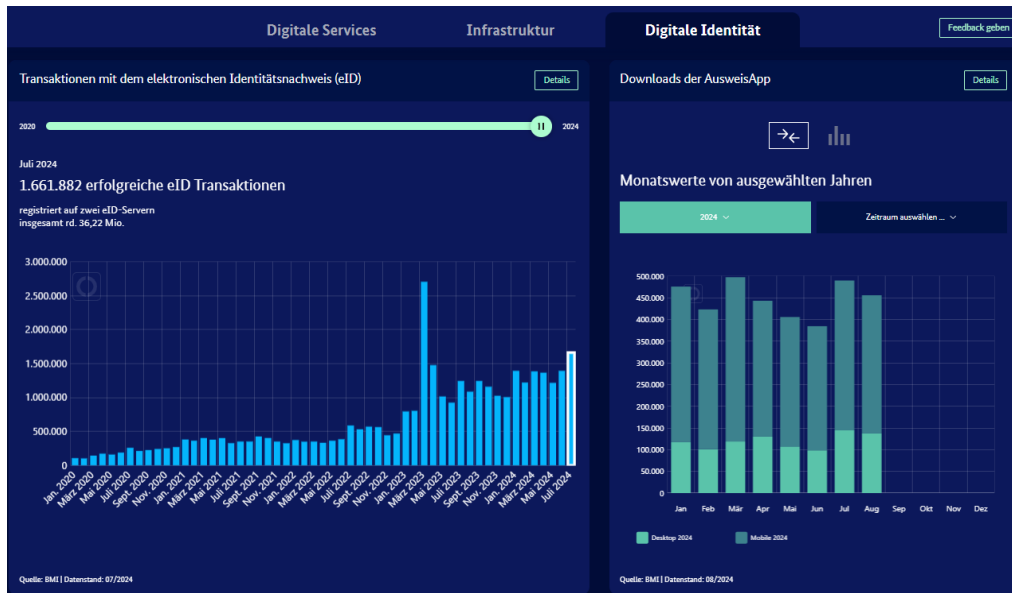 Digitale Services
Infrastruktur
Digitale Identität
Feedback geben
Transaktionen mit dem elektronischen Identitätsnachweis (eID)
Details
2020
2024
Juli 2024
1.661.882 erfolgreiche eID Transaktionen
registriert auf zwei eID-Servern
insgesamt rd. 36,22 Mio.
3.000.000
2.500.000
2.000.000
1.500.000
1.000.000
500.000
0
Jan. 2020
März 2020
Mai 2020
Juli 2020
Sept. 2020
Nov. 2020
Jan. 2021
März 2021
Mai 2021
Juli 2021
Sept. 2021
Nov. 2021
Jan. 2022
März 2022
Mai 2022
Juli 2022
Sept. 2022
Nov. 2022
Jan. 2023
März 2023
Mai 2023
Juli 2023
Sept. 2023
Nov. 2023
Jan. 2024
März 2024
Mai 2024
Juli 2024
Quelle: BMI | Datenstand: 07/2024
Downloads der AusweisApp
Details
Monatswerte von ausgewählten Jahren
2024
Zeitraum auswählen ...
500.000
450.000
400.000
350.000
300.000
250.000
200.000
150.000
100.000
50.000
0
Jan Feb Mär Apr Mai Jun Jul Aug Sep Okt Nov Dez
Desktop 2024
Mobile 2024
Quelle: BMI | Datenstand: 08/2024